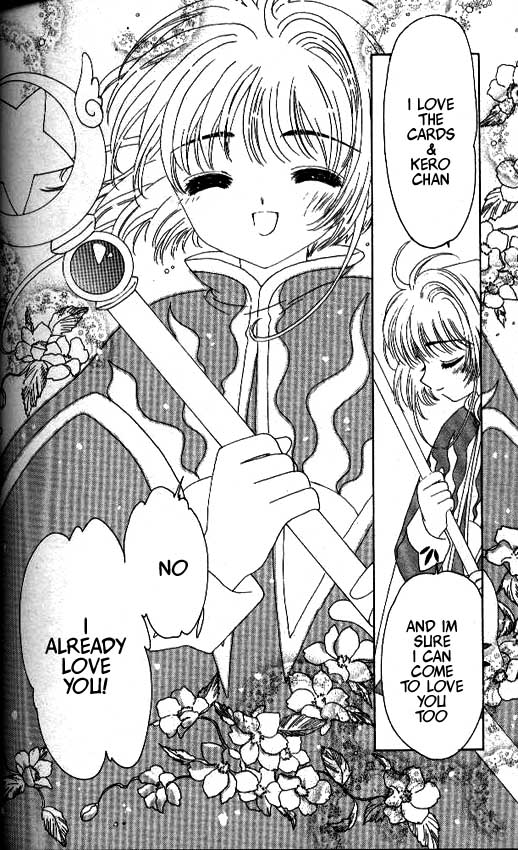 I LOVE
THE
CARDS
&
KERO
CHAN
AND IM
SURE
I CAN
COME
TO LOVE
YOU
TOO
NO
I
ALREADY
LOVE
YOU!